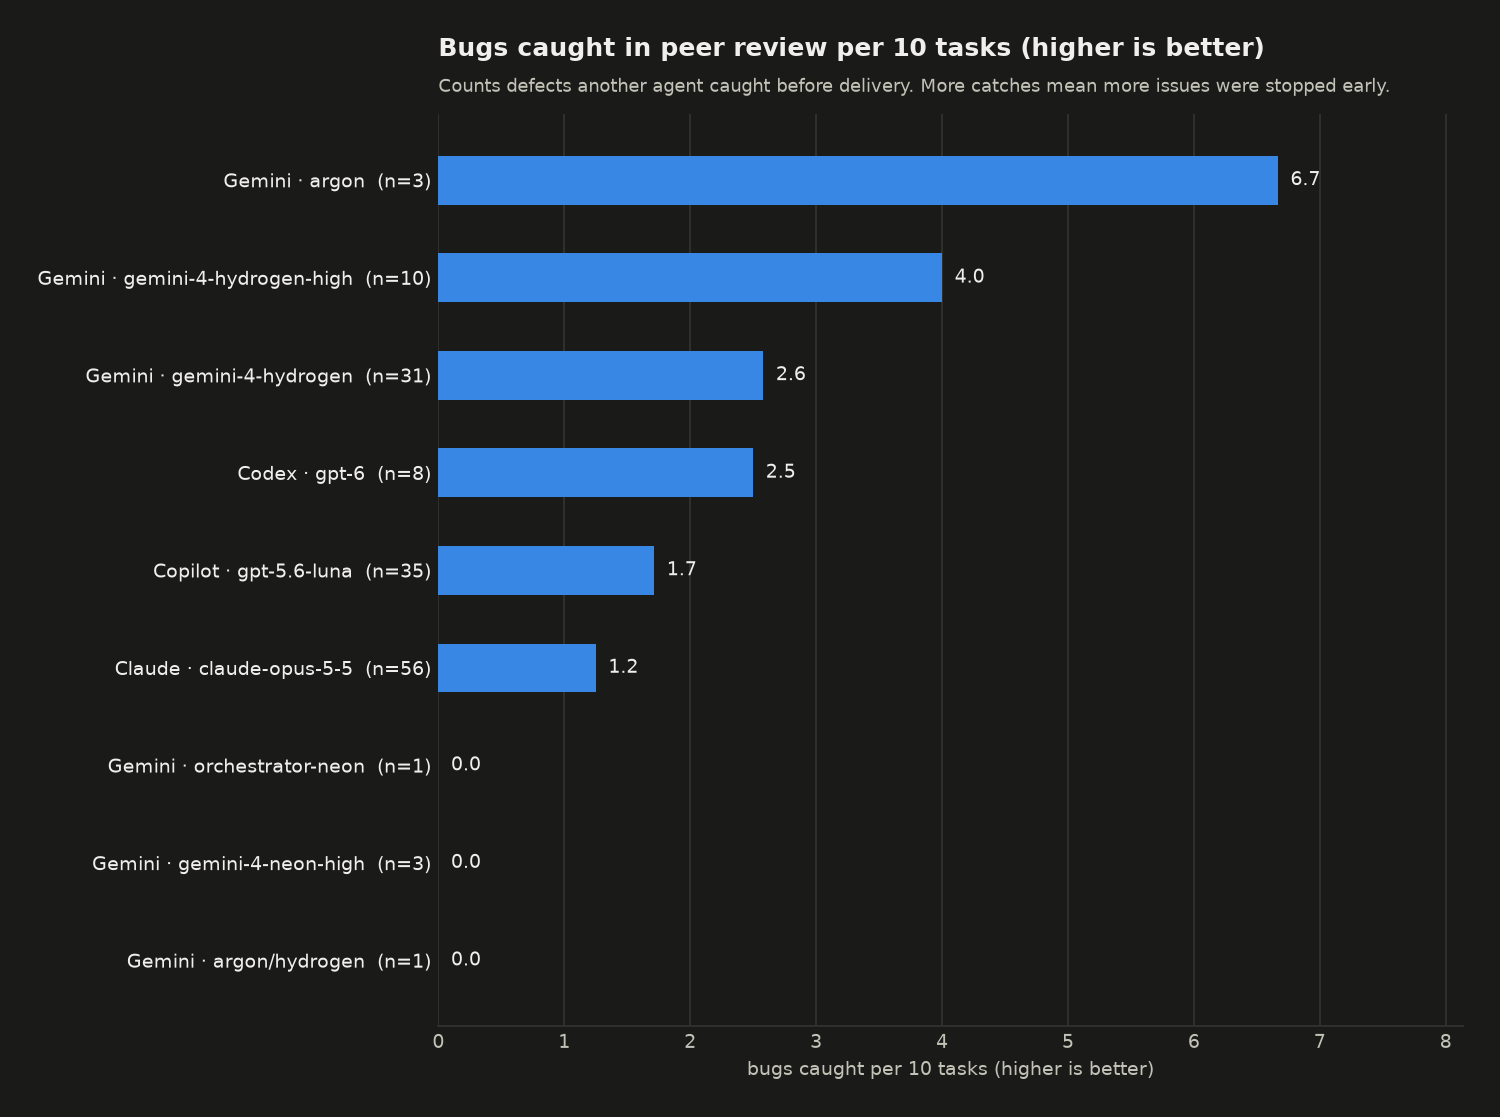 Bugs caught in peer review per 10 tasks (higher is better)
Counts defects another agent caught before delivery. More catches mean more issues were stopped early.
Gemini · argon (n=3) 6.7
Gemini · gemini-4-hydrogen-high (n=10) 4.0
Gemini · gemini-4-hydrogen (n=31) 2.6
Codex · gpt-6 (n=8) 2.5
Copilot · gpt-5.6-luna (n=35) 1.7
Claude · claude-opus-5-5 (n=56) 1.2
Gemini · orchestrator-neon (n=1) 0.0
Gemini · gemini-4-neon-high (n=3) 0.0
Gemini · argon/hydrogen (n=1) 0.0
0 1 2 3 4 5 6 7 8
bugs caught per 10 tasks (higher is better)